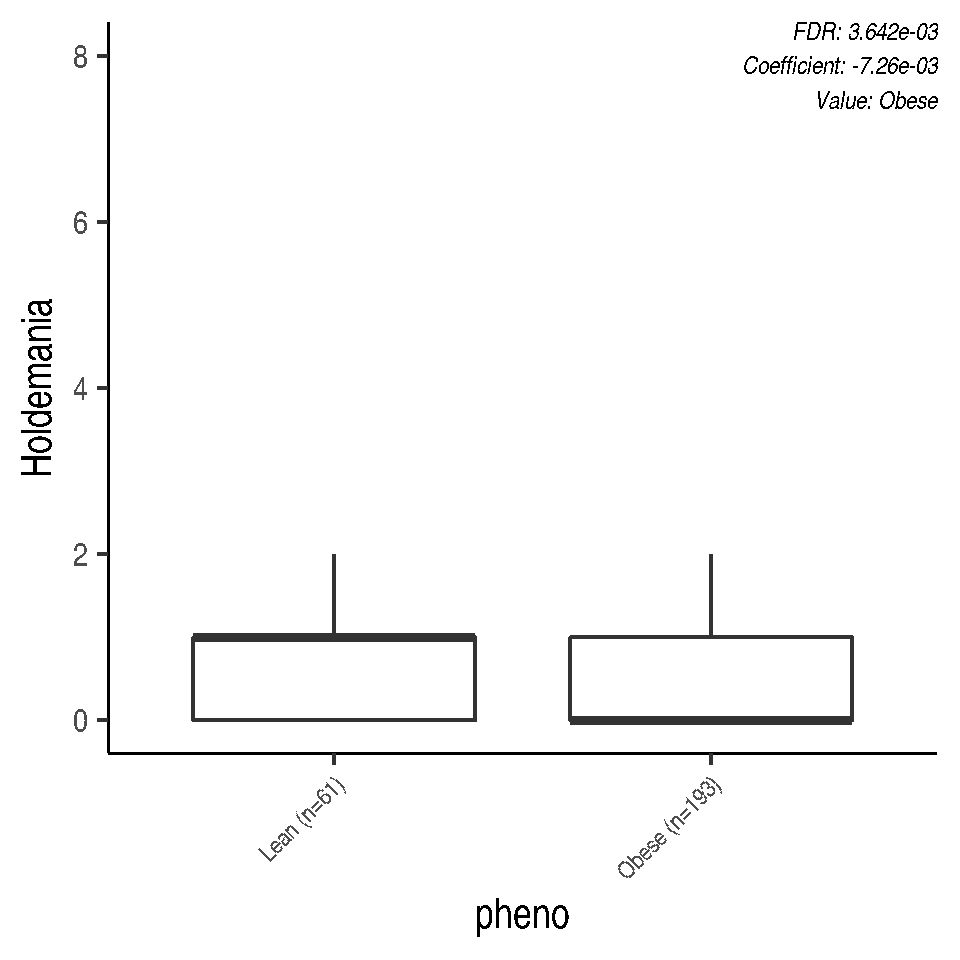 FDR: 3.642e-03
Coefficient: -7.26e-03
Value: Obese
8
6
4
2
0
Holdemania
Lean (n=61)
Obese (n=193)
pheno